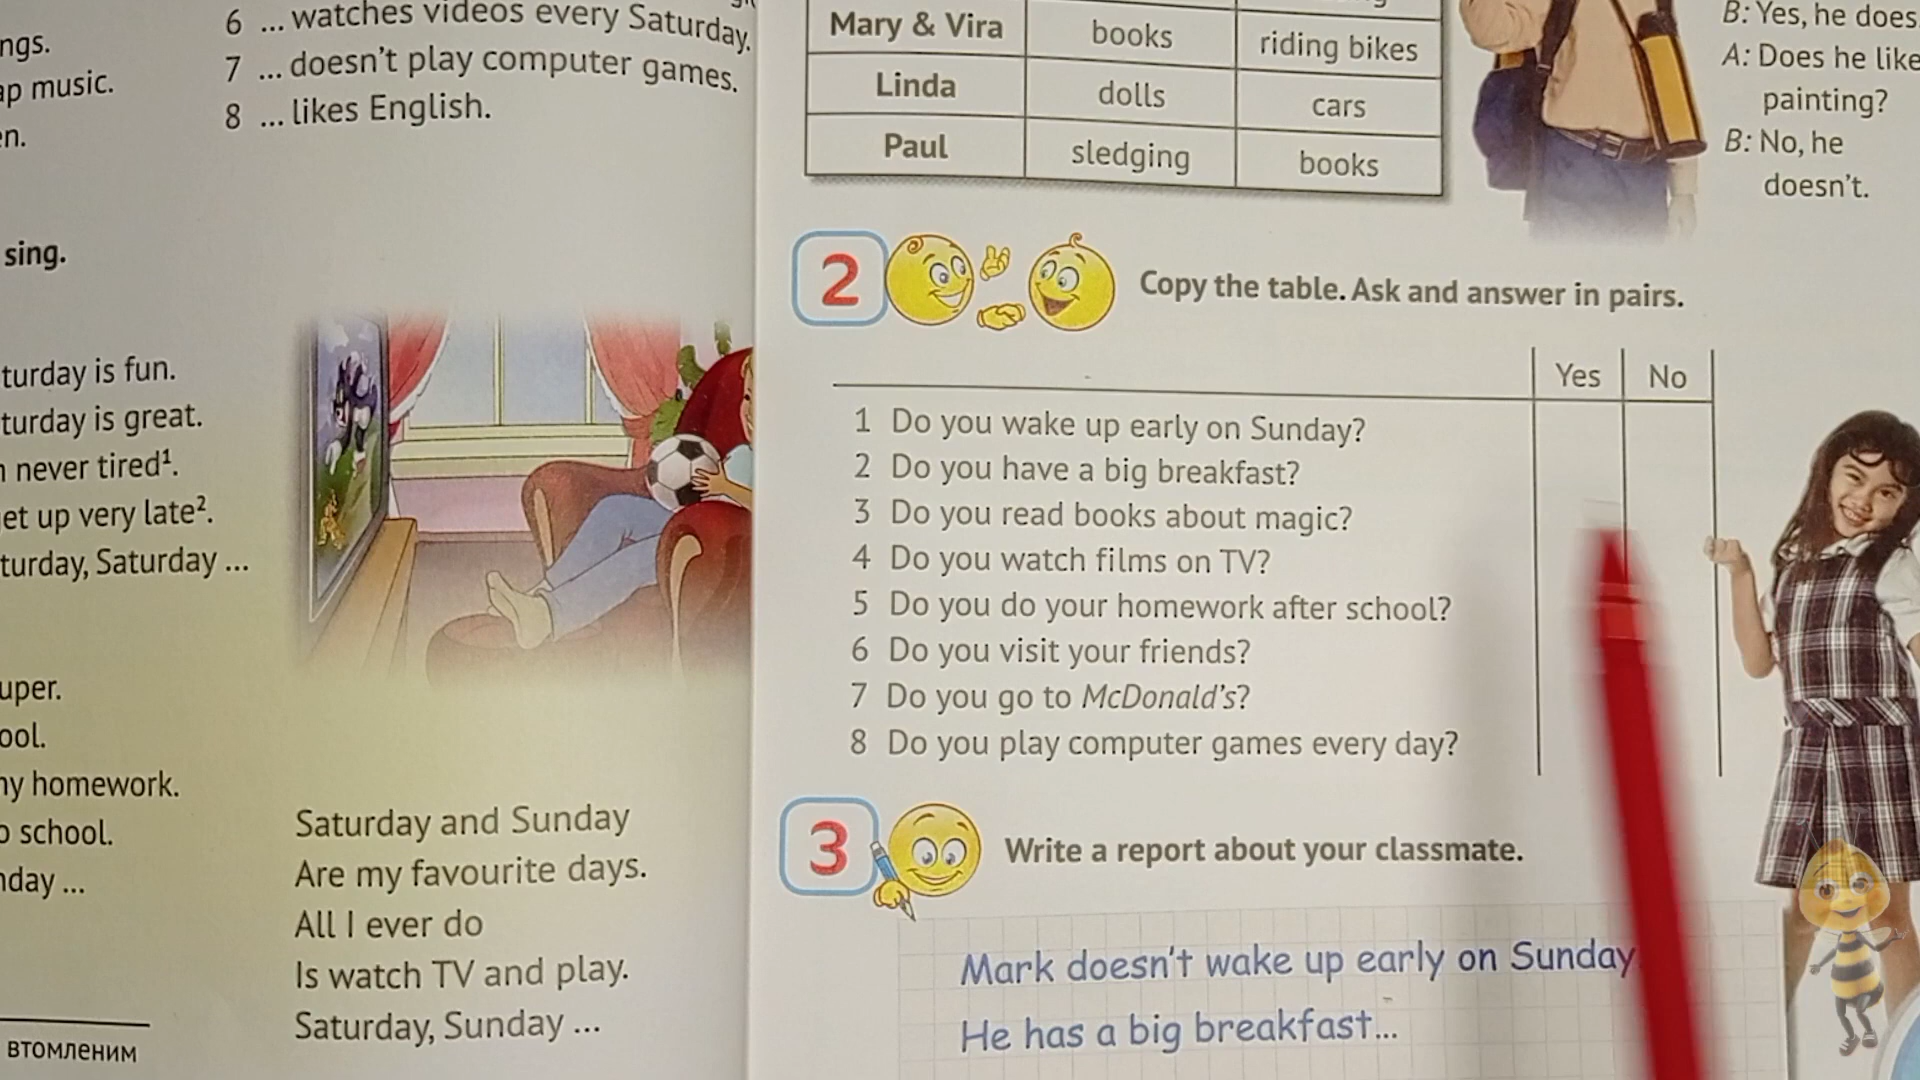 ngs.
ap music.
en.
6 ... watches videos every Saturday.
7 ... doesn't play computer games.
8 ... likes English.
sing.
turday is fun.
turday is great.
never tired¹.
et up very late².
turday, Saturday ...
uper.
ool.
ny homework.
o school.
nday ...
втомленим
Saturday and Sunday
Are my favourite days.
All I ever do
Is watch TV and play.
Saturday, Sunday ...
Mary & Vira books riding bikes
Linda dolls cars
Paul sledging books
B: Yes, he does
A: Does he like
painting?
B: No, he
doesn't.
2 Copy the table. Ask and answer in pairs.
Yes No
1 Do you wake up early on Sunday?
2 Do you have a big breakfast?
3 Do you read books about magic?
4 Do you watch films on TV?
5 Do you do your homework after school?
6 Do you visit your friends?
7 Do you go to McDonald's?
8 Do you play computer games every day?
3 Write a report about your classmate.
Mark doesn't wake up early on Sunday
He has a big breakfast...